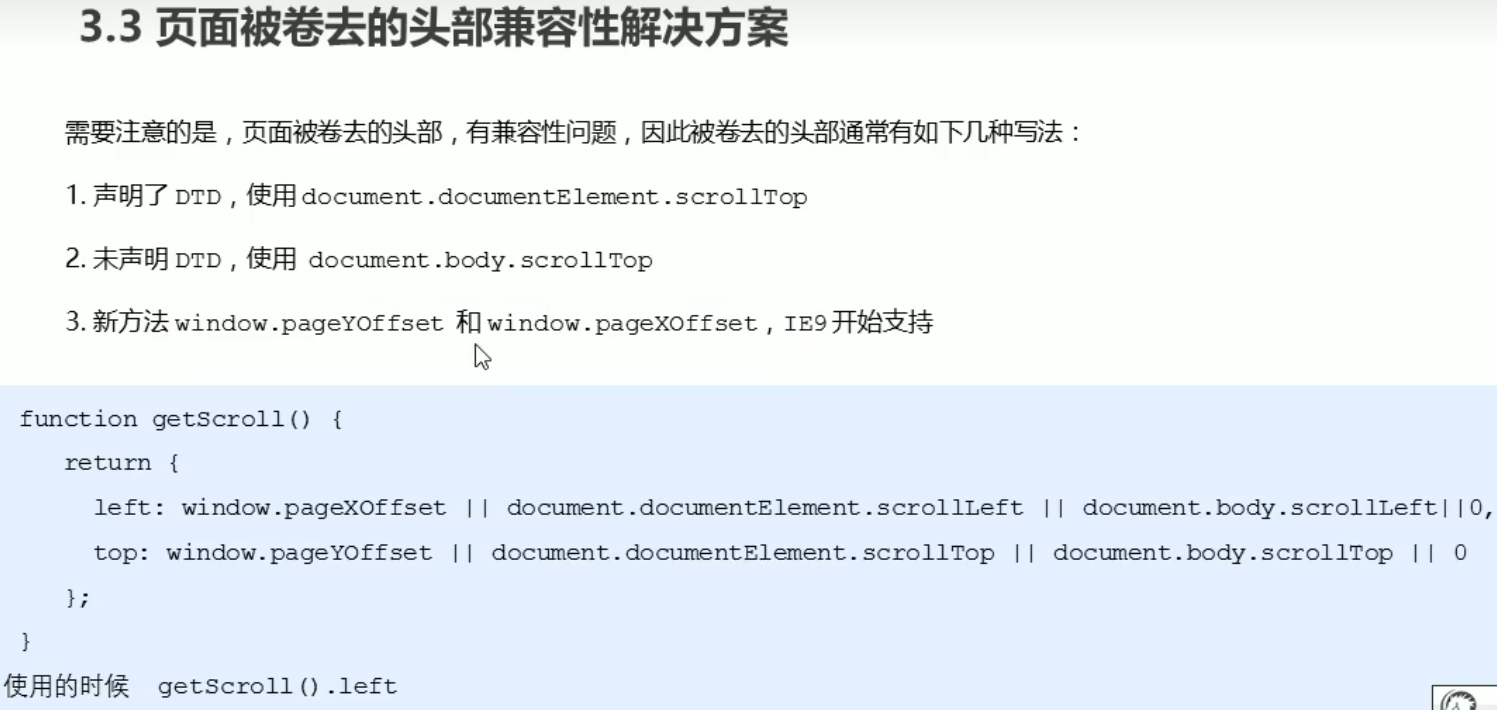 3.3 页面被卷去的头部兼容性解决方案
需要注意的是，页面被卷去的头部，有兼容性问题，因此被卷去的头部通常有如下几种写法：
1. 声明了 DTD，使用 document.documentElement.scrollTop
2. 未声明 DTD，使用 document.body.scrollTop
3. 新方法 window.pageYOffset 和 window.pageXOffset，IE9 开始支持
function getScroll() {
return {
left: window.pageXOffset || document.documentElement.scrollLeft || document.body.scrollLeft||0,
top: window.pageYOffset || document.documentElement.scrollTop || document.body.scrollTop || 0
};
}
使用的时候 getScroll().left